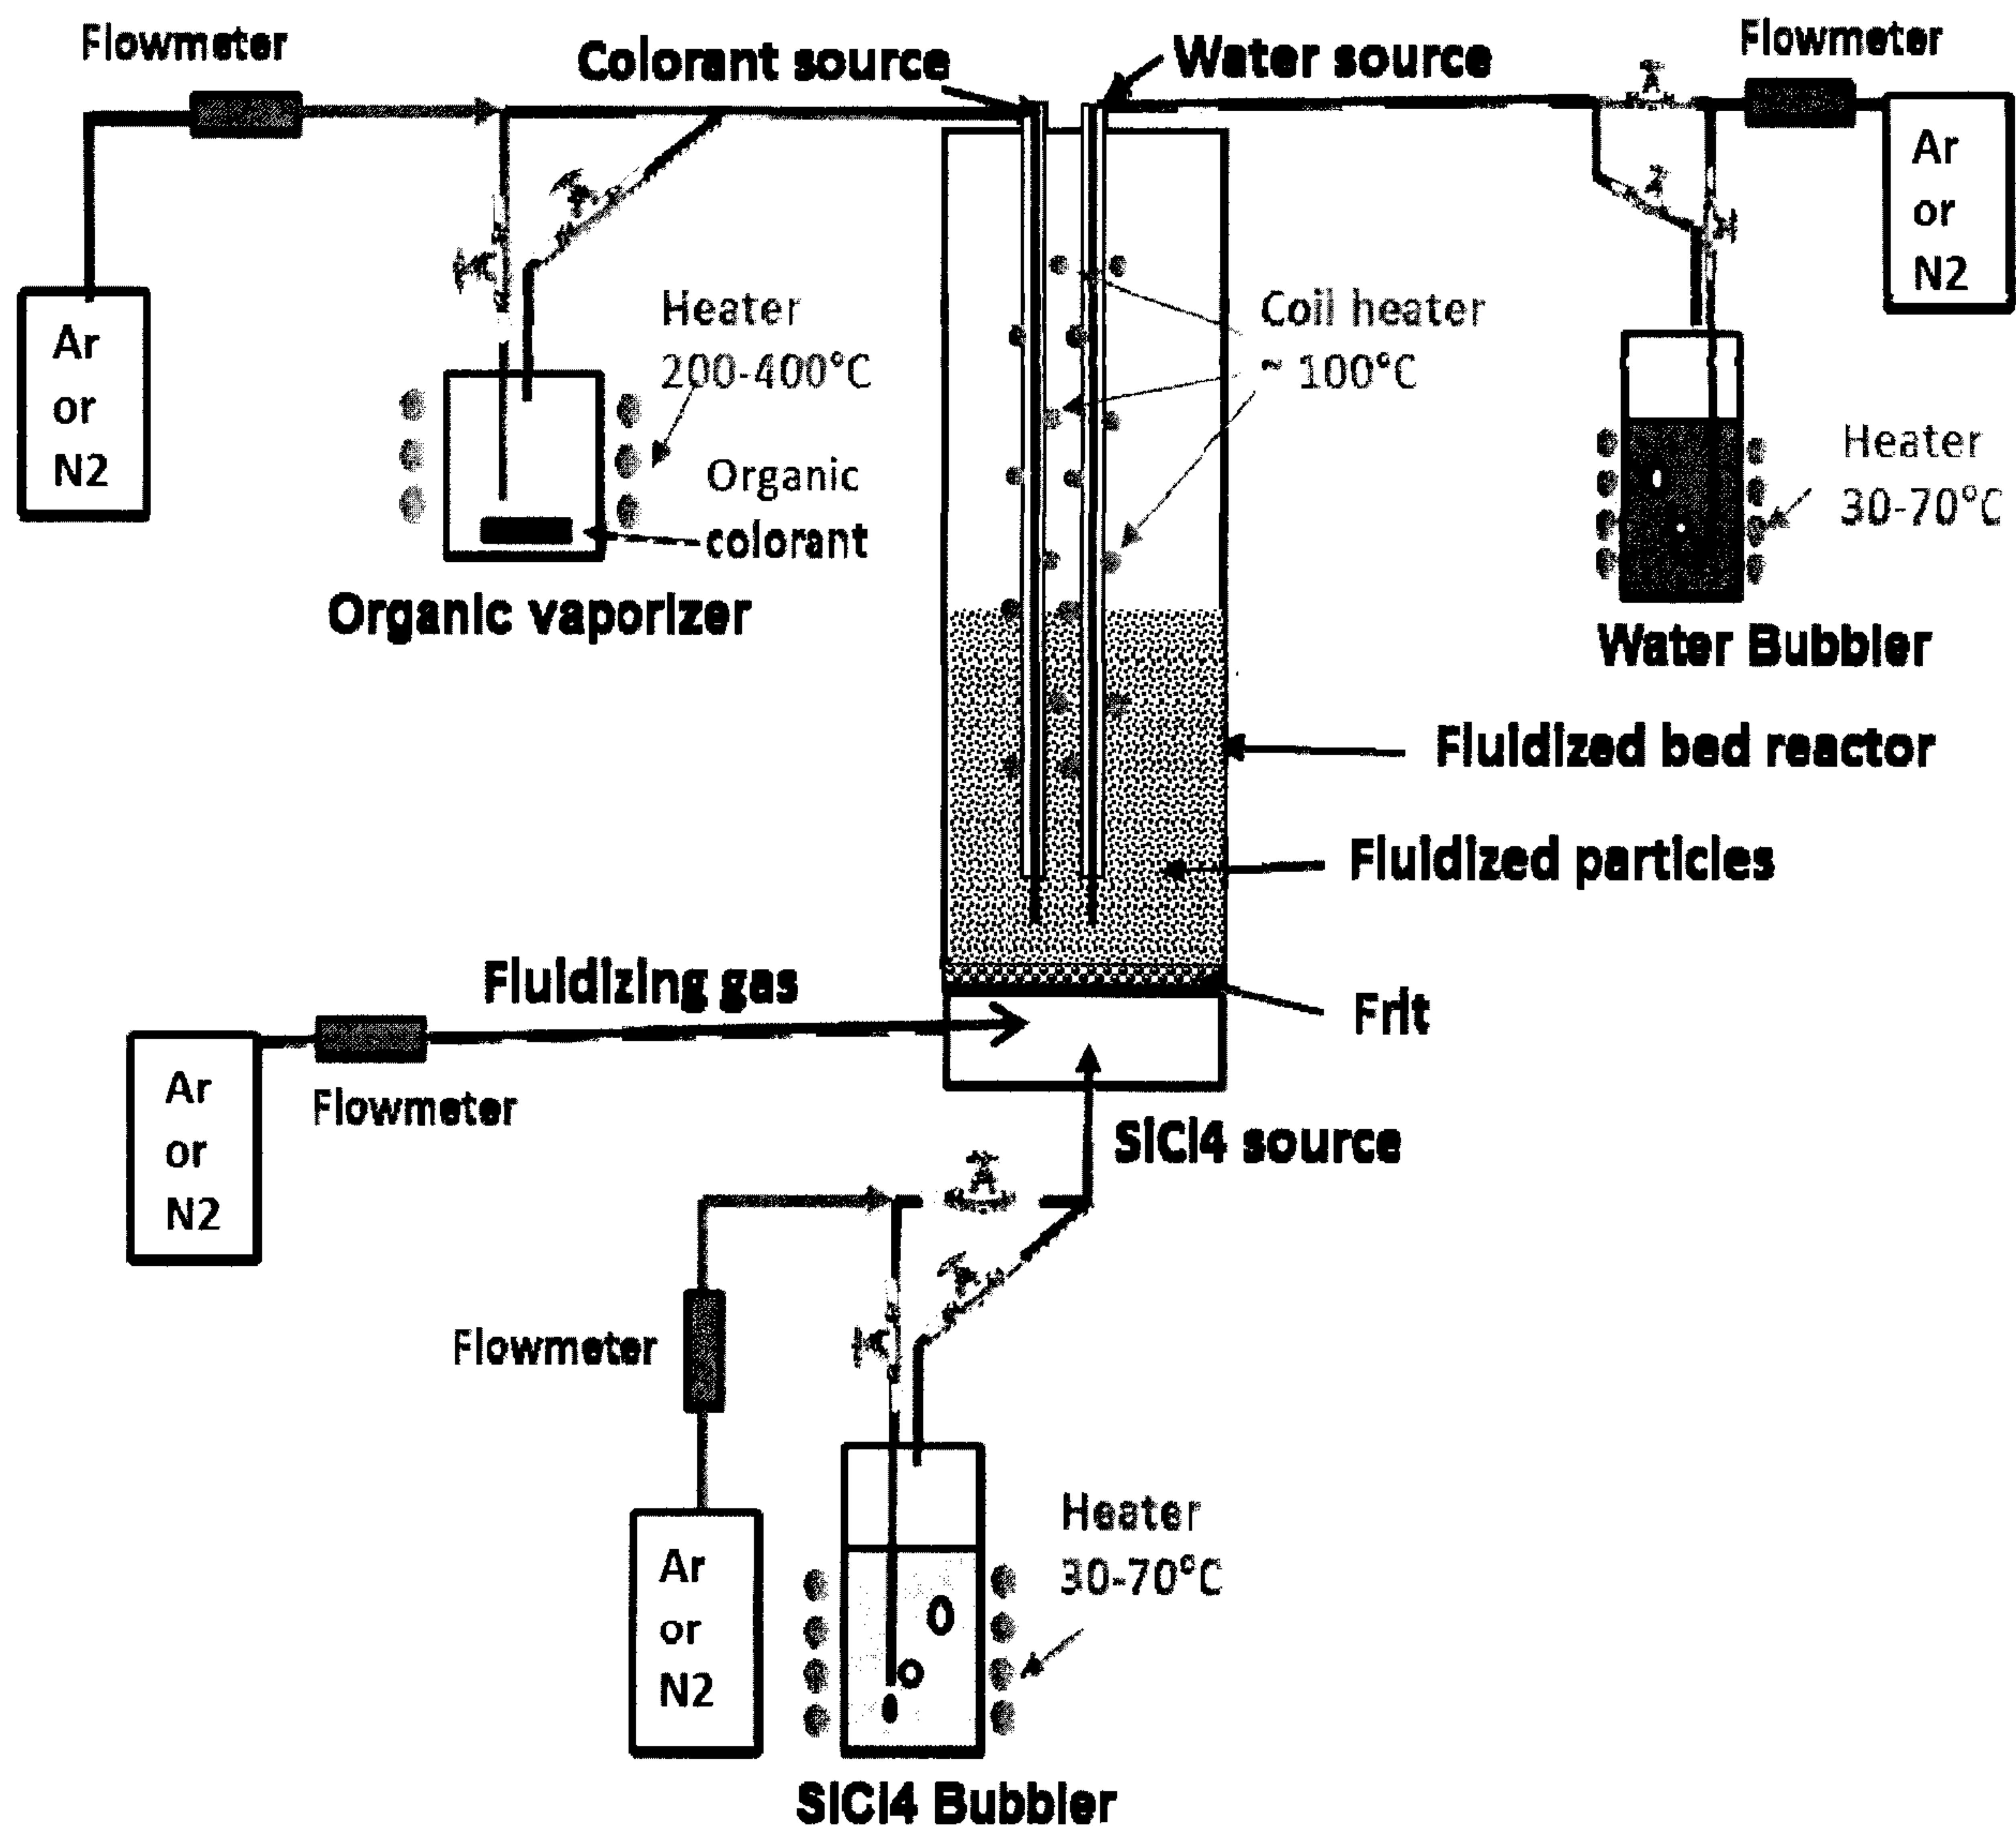 Flowmeter
Colorant source
Water source
Flowmeter
Ar
or
N2
Ar
or
N2
Heater
200-400°C
Organic
colorant
Organic vaporizer
Coil heater
~ 100°C
Heater
30-70°C
Water Bubbler
Fluidized bed reactor
Fluidized particles
Fluidizing gas
Frit
Ar
or
N2
Flowmeter
SiCl4 source
Flowmeter
Ar
or
N2
Heater
30-70°C
SiCl4 Bubbler